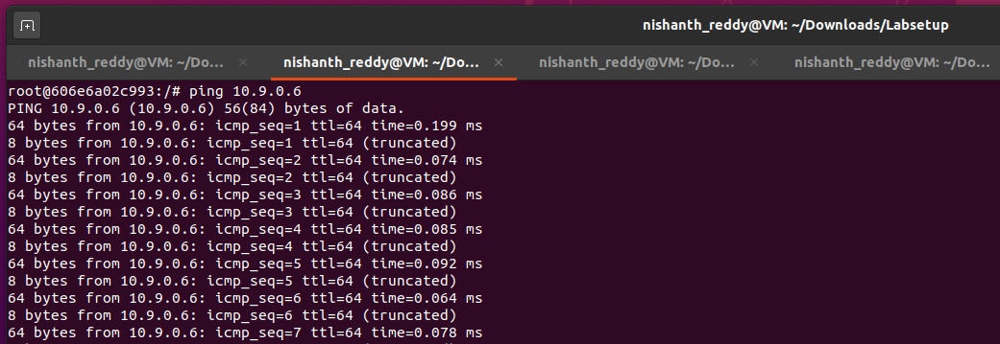 nishanth_reddy@VM: ~/Downloads/Labsetup
nishanth_reddy@VM: ~/Do... × nishanth_reddy@VM: ~/Do... × nishanth_reddy@VM: ~/Do... × nishanth_reddy@VM: ~/Do...
root@606e6a02c993:/# ping 10.9.0.6
PING 10.9.0.6 (10.9.0.6) 56(84) bytes of data.
64 bytes from 10.9.0.6: icmp_seq=1 ttl=64 time=0.199 ms
8 bytes from 10.9.0.6: icmp_seq=1 ttl=64 (truncated)
64 bytes from 10.9.0.6: icmp_seq=2 ttl=64 time=0.074 ms
8 bytes from 10.9.0.6: icmp_seq=2 ttl=64 (truncated)
64 bytes from 10.9.0.6: icmp_seq=3 ttl=64 time=0.086 ms
8 bytes from 10.9.0.6: icmp_seq=3 ttl=64 (truncated)
64 bytes from 10.9.0.6: icmp_seq=4 ttl=64 time=0.085 ms
8 bytes from 10.9.0.6: icmp_seq=4 ttl=64 (truncated)
64 bytes from 10.9.0.6: icmp_seq=5 ttl=64 time=0.092 ms
8 bytes from 10.9.0.6: icmp_seq=5 ttl=64 (truncated)
64 bytes from 10.9.0.6: icmp_seq=6 ttl=64 time=0.064 ms
8 bytes from 10.9.0.6: icmp_seq=6 ttl=64 (truncated)
64 bytes from 10.9.0.6: icmp_seq=7 ttl=64 time=0.078 ms